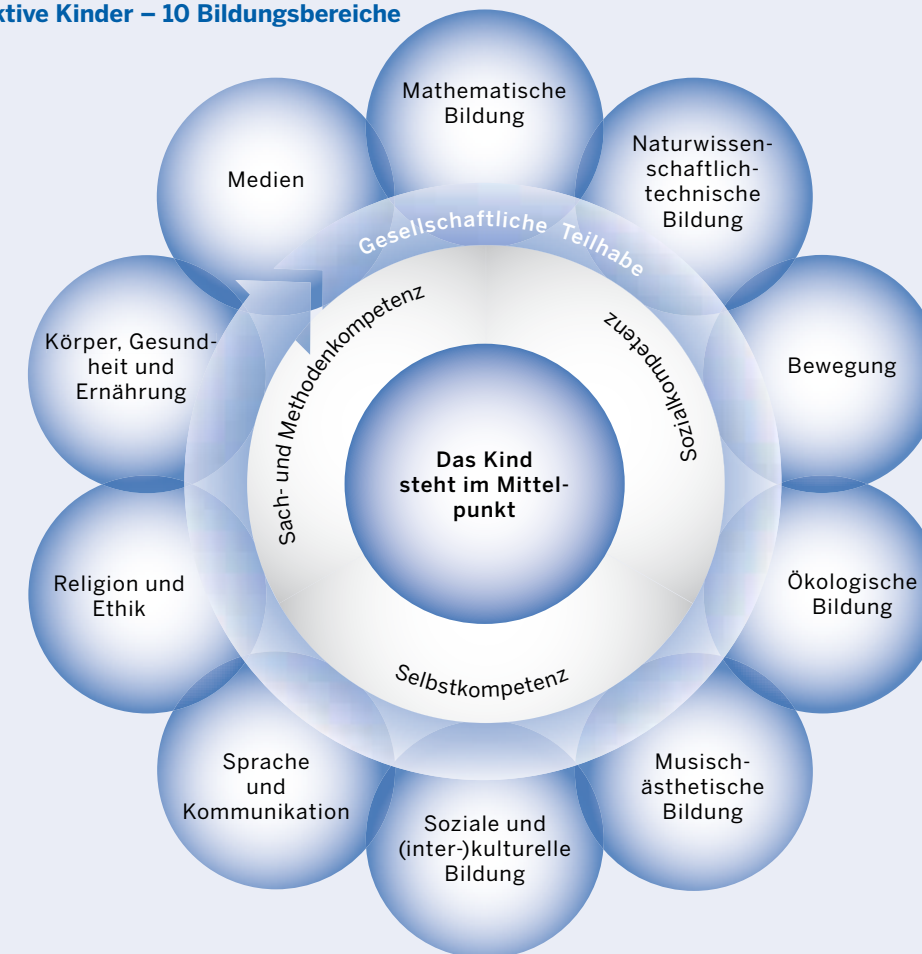 ktive Kinder – 10 Bildungsbereiche
Mathematische
Bildung
Naturwissen-
schaftlich-
technische
Bildung
Medien
Gesellschaftliche Teilhabe
Sach- und Methodenkompetenz
Sozialkompetenz
Körper, Gesund-
heit und
Ernährung
Bewegung
Das Kind
steht im Mittel-
punkt
Religion und
Ethik
Ökologische
Bildung
Selbstkompetenz
Sprache
und
Kommunikation
Musisch-
ästhetische
Bildung
Soziale und
(inter-)kulturelle
Bildung